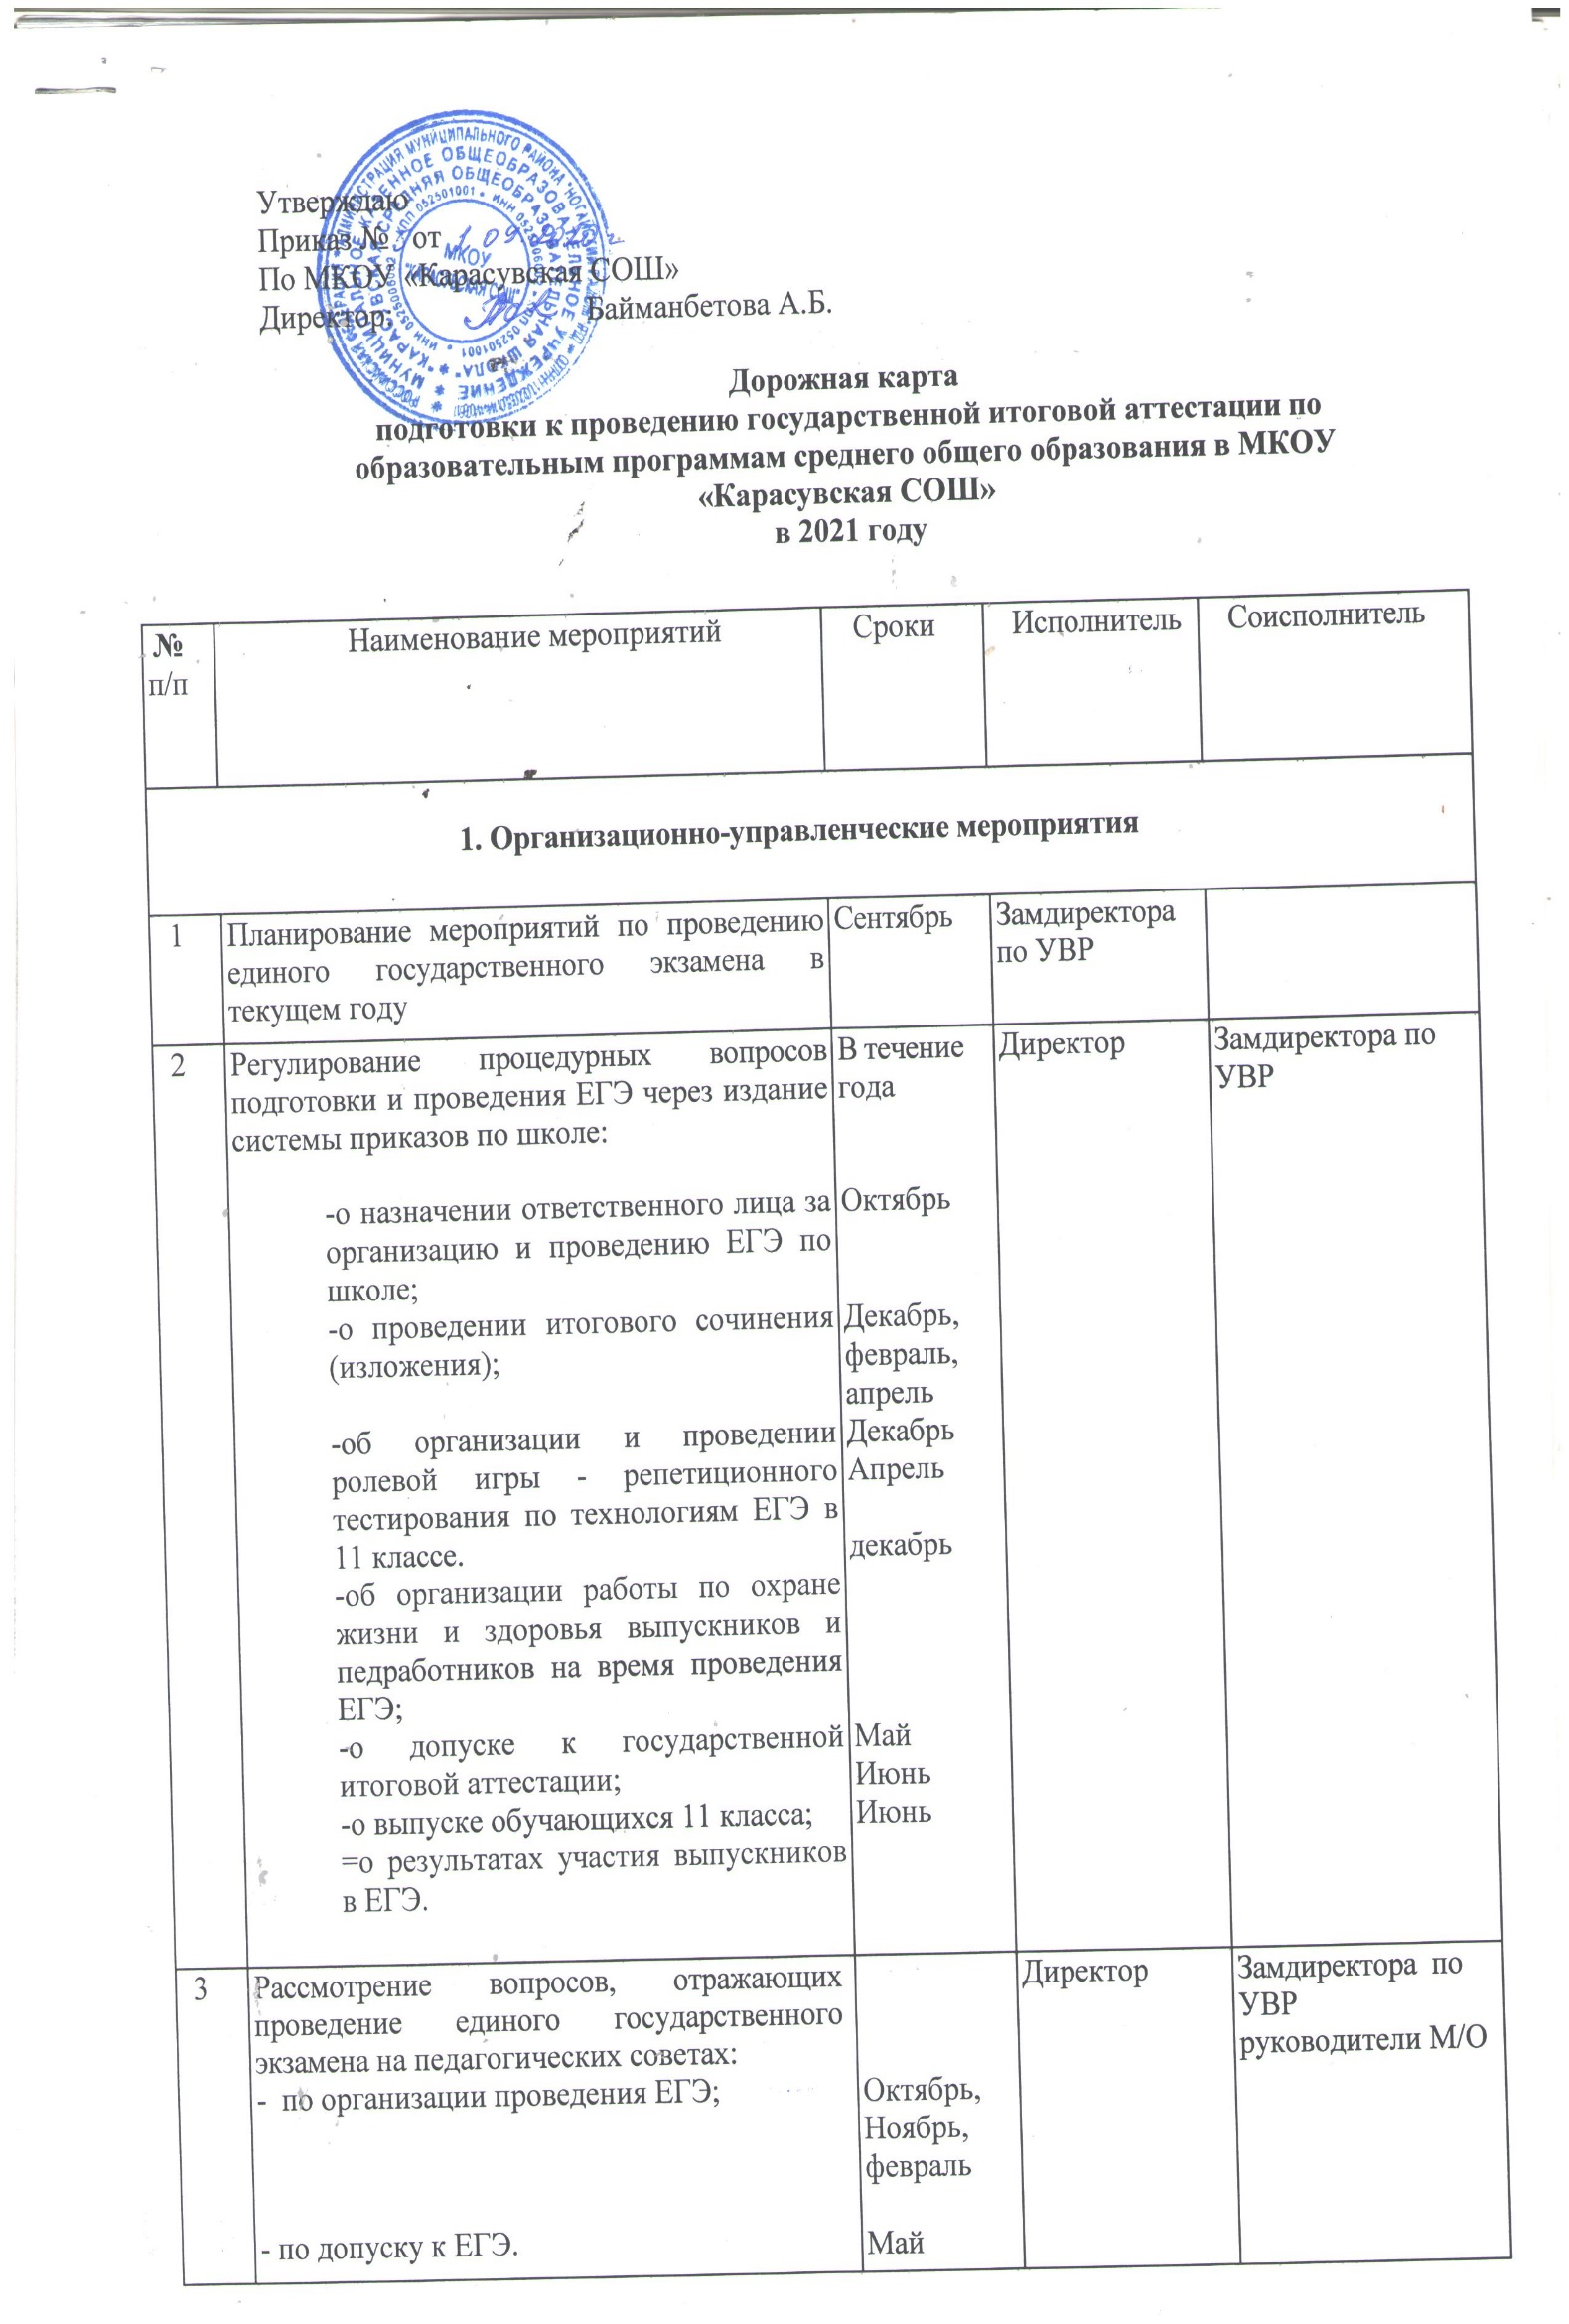 Утверждаю
Приказ № от 1.09
По МКОУ «Карасувская СОШ»
Директор: Байманбетова А.Б.
Дорожная карта
подготовки к проведению государственной итоговой аттестации по
образовательным программам среднего общего образования в МКОУ
«Карасувская СОШ»
в 2021 году
№ п/п
Наименование мероприятий
Сроки
Исполнитель
Соисполнитель
1. Организационно-управленческие мероприятия
1
Планирование мероприятий по проведению
единого государственного экзамена в
текущем году
Сентябрь
Замдиректора
по УВР
2
Регулирование процедурных вопросов
подготовки и проведения ЕГЭ через издание
системы приказов по школе:
-о назначении ответственного лица за
организацию и проведению ЕГЭ по
школе;
-о проведении итогового сочинения
(изложения);
-об организации и проведении
ролевой игры - репетиционного
тестирования по технологиям ЕГЭ в
11 классе.
-об организации работы по охране
жизни и здоровья выпускников и
педработников на время проведения
ЕГЭ;
-о допуске к государственной
итоговой аттестации;
-о выпуске обучающихся 11 класса;
=о результатах участия выпускников
в ЕГЭ.
В течение
года
Октябрь
Декабрь,
февраль,
апрель
Декабрь
Апрель
декабрь
Май
Июнь
Июнь
Директор
Замдиректора по
УВР
3
Рассмотрение вопросов, отражающих
проведение единого государственного
экзамена на педагогических советах:
- по организации проведения ЕГЭ;
- по допуску к ЕГЭ.
Октябрь,
Ноябрь,
февраль
Май
Директор
Замдиректора по
УВР
руководители М/О